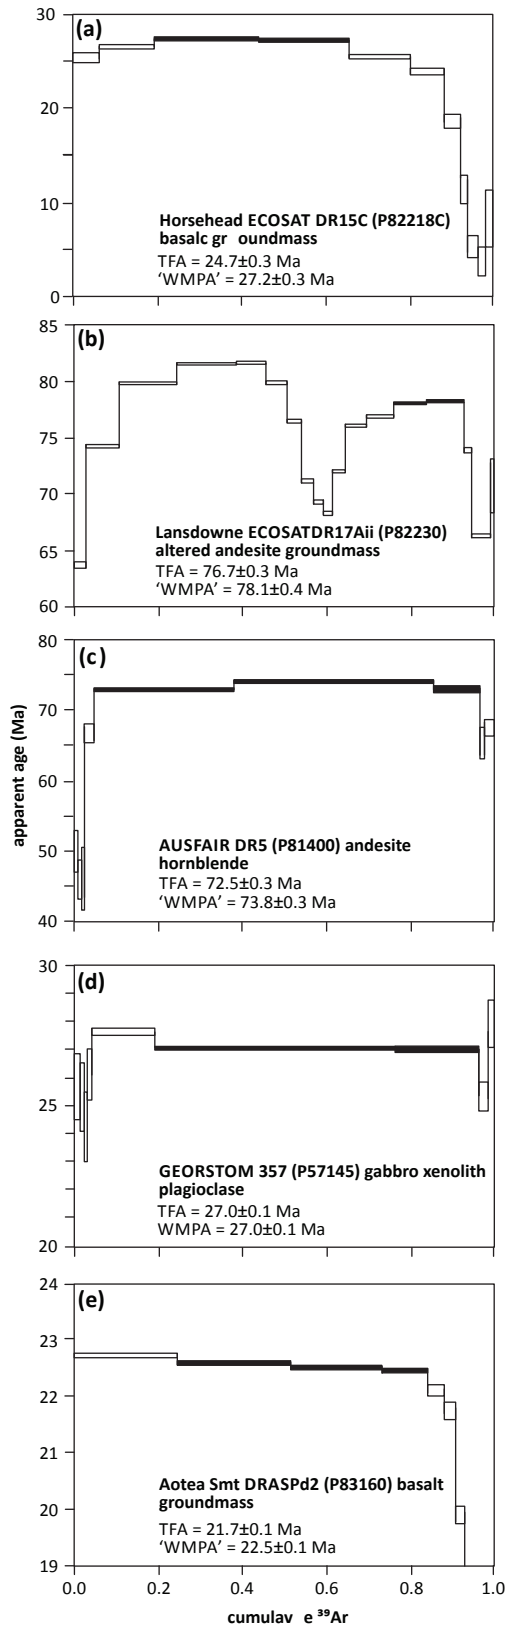 30
(a)
20
10
0
Horsehead ECOSAT DR15C (P82218C)
basalc gr oundmass
TFA = 24.7±0.3 Ma
‘WMPA’ = 27.2±0.3 Ma
85
(b)
80
75
70
65
60
Lansdowne ECOSATDR17Aii (P82230)
altered andesite groundmass
TFA = 76.7±0.3 Ma
‘WMPA’ = 78.1±0.4 Ma
80
(c)
70
60
50
40
apparent age (Ma)
AUSFAIR DR5 (P81400) andesite
hornblende
TFA = 72.5±0.3 Ma
‘WMPA’ = 73.8±0.3 Ma
30
(d)
25
20
GEORSTOM 357 (P57145) gabbro xenolith
plagioclase
TFA = 27.0±0.1 Ma
WMPA = 27.0±0.1 Ma
24
(e)
23
22
21
20
19
Aotea Smt DRASPd2 (P83160) basalt
groundmass
TFA = 21.7±0.1 Ma
‘WMPA’ = 22.5±0.1 Ma
0.0 0.2 0.4 0.6 0.8 1.0
cumulav e ³⁹Ar